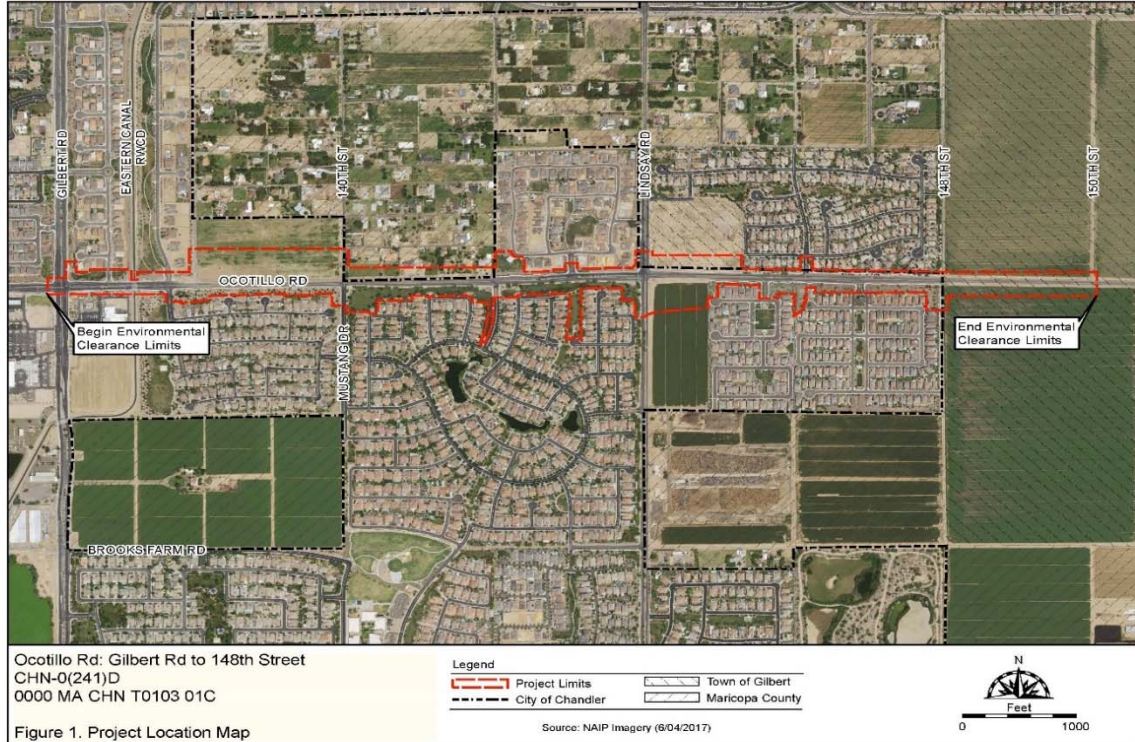 GILBERT RD
EASTERN CANAL
RWCD
140TH ST
LINDSAY RD
148TH ST
150TH ST
OCOTILLO RD
Begin Environmental
Clearance Limits
MUSTANG DR
End Environmental
Clearance Limits
BROOKS FARM RD
Ocotillo Rd: Gilbert Rd to 148th Street
CHN-0(241)D
0000 MA CHN T0103 01C
Figure 1. Project Location Map
Legend
Project Limits
City of Chandler
Town of Gilbert
Maricopa County
Source: NAIP Imagery (6/04/2017)
N
Feet
0 1000